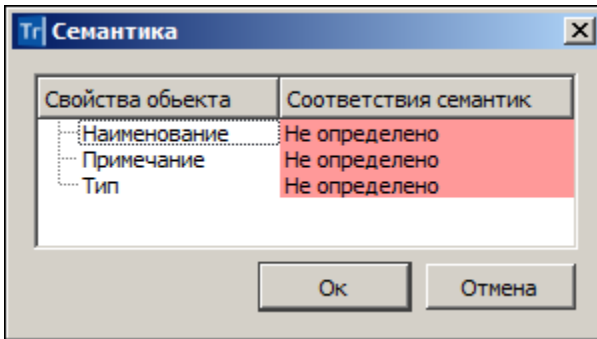 Tr Семантика
Свойства обьекта Соответствия семантик
Наименование Не определено
Примечание Не определено
Тип Не определено
Ок Отмена